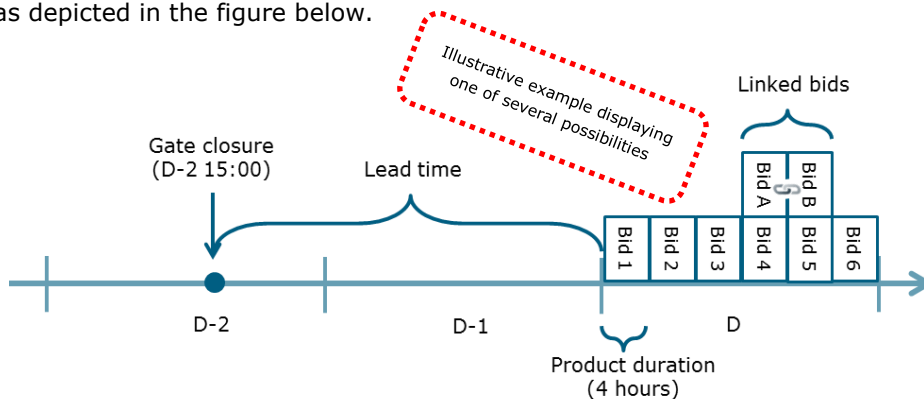 as depicted in the figure below.
Illustrative example displaying
one of several possibilities
Linked bids
Gate closure
(D-2 15:00)
Lead time
Bid A
Bid B
Bid 1
Bid 2
Bid 3
Bid 4
Bid 5
Bid 6
D-2
D-1
D
Product duration
(4 hours)